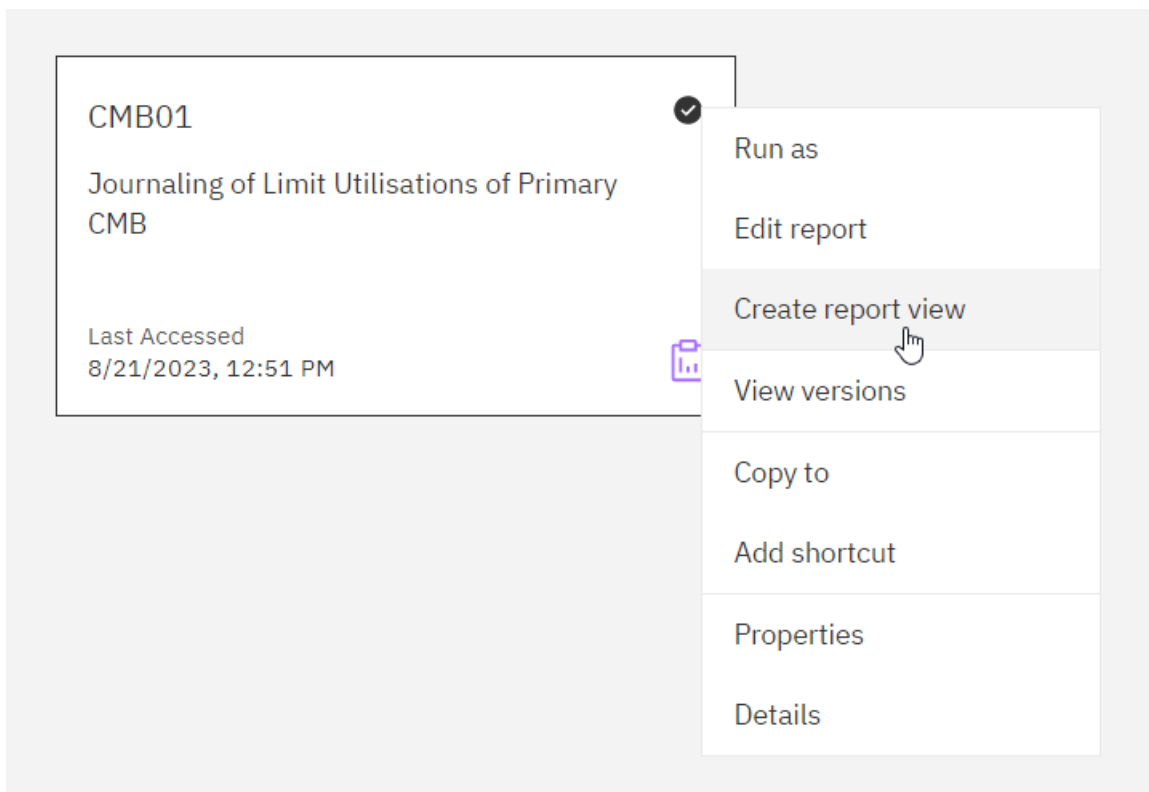 CMB01
Journaling of Limit Utilisations of Primary
CMB
Last Accessed
8/21/2023, 12:51 PM
Run as
Edit report
Create report view
View versions
Copy to
Add shortcut
Properties
Details